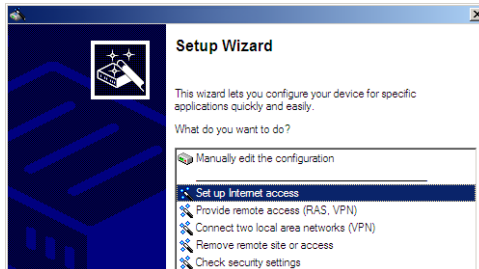 Setup Wizard
This wizard lets you configure your device for specific
applications quickly and easily.
What do you want to do?
Manually edit the configuration
Set up Internet access
Provide remote access (RAS, VPN)
Connect two local area networks (VPN)
Remove remote site or access
Check security settings